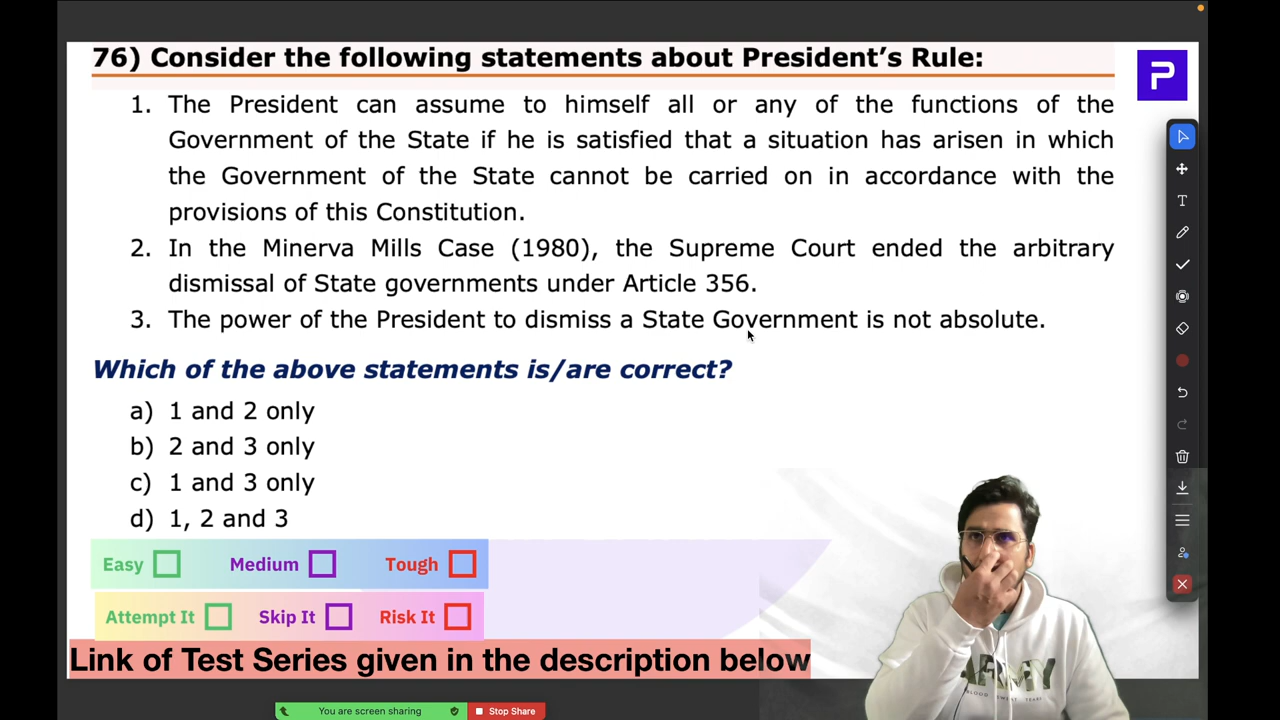 76) Consider the following statements about President's Rule:
1. The President can assume to himself all or any of the functions of the
Government of the State if he is satisfied that a situation has arisen in which
the Government of the State cannot be carried on in accordance with the
provisions of this Constitution.
2. In the Minerva Mills Case (1980), the Supreme Court ended the arbitrary
dismissal of State governments under Article 356.
3. The power of the President to dismiss a State Government is not absolute.
Which of the above statements is/are correct?
a) 1 and 2 only
b) 2 and 3 only
c) 1 and 3 only
d) 1, 2 and 3
Easy Medium Tough
Attempt It Skip It Risk It
Link of Test Series given in the description below
P
T
ARMY
BLOOD SWEAT TEARS
You are screen sharing Stop Share